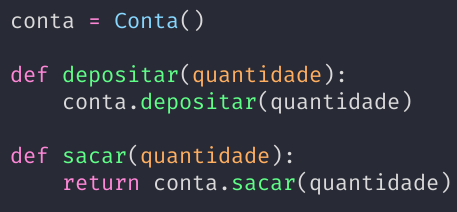 conta = Conta()
def depositar(quantidade):
    conta.depositar(quantidade)
def sacar(quantidade):
    return conta.sacar(quantidade)